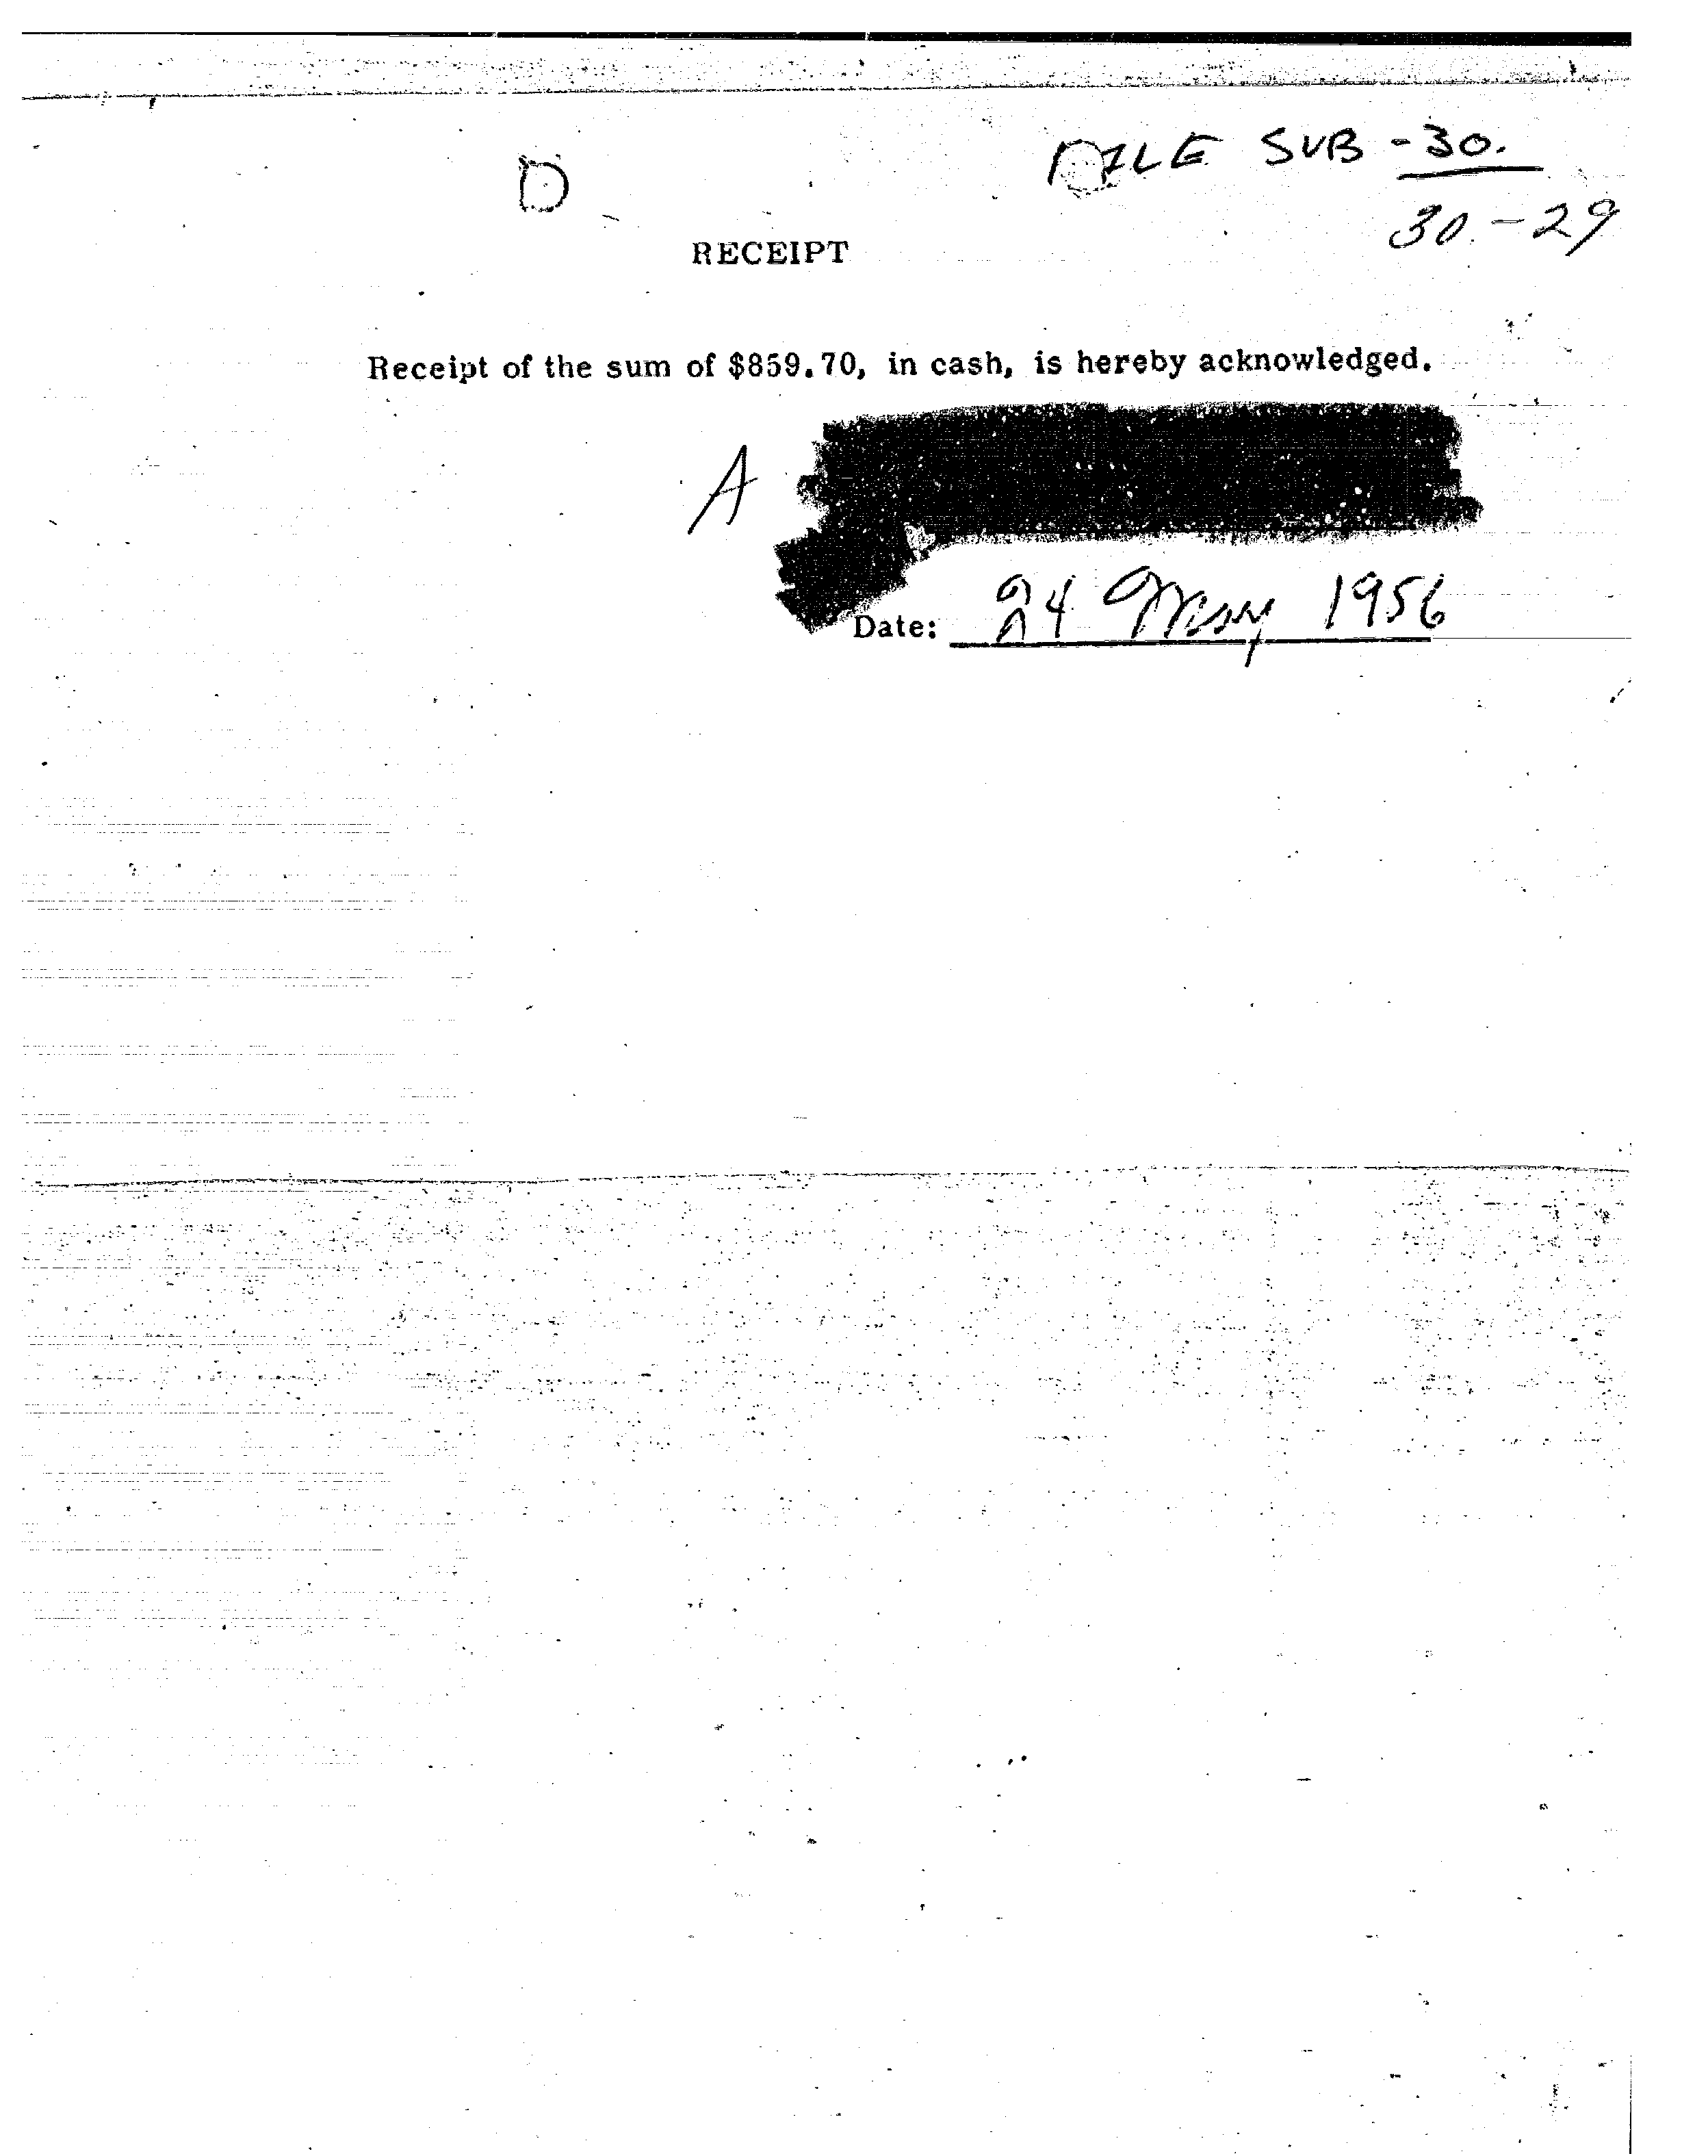 FILE SUB-30.
30-29
RECEIPT
Receipt of the sum of $859.70, in cash, is hereby acknowledged.
A
Date: 24 May 1956